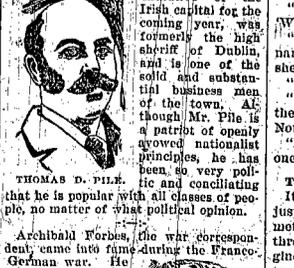 Irish capital for the
coming year, was
formerly the high
sheriff of Dublin,
and is one of the
solid and substan-
tial business men
of the town. Al-
though Mr. Pile is
a patriot of openly
avowed nationalist
principles, he has
been so very poli-
tic and conciliating
THOMAS D. PILE.
that he is popular with all classes of peo-
ple, no matter of what political opinion.
Archibald Forbes, the war correspon-
dent, came into fame during the Franco-
German war. He